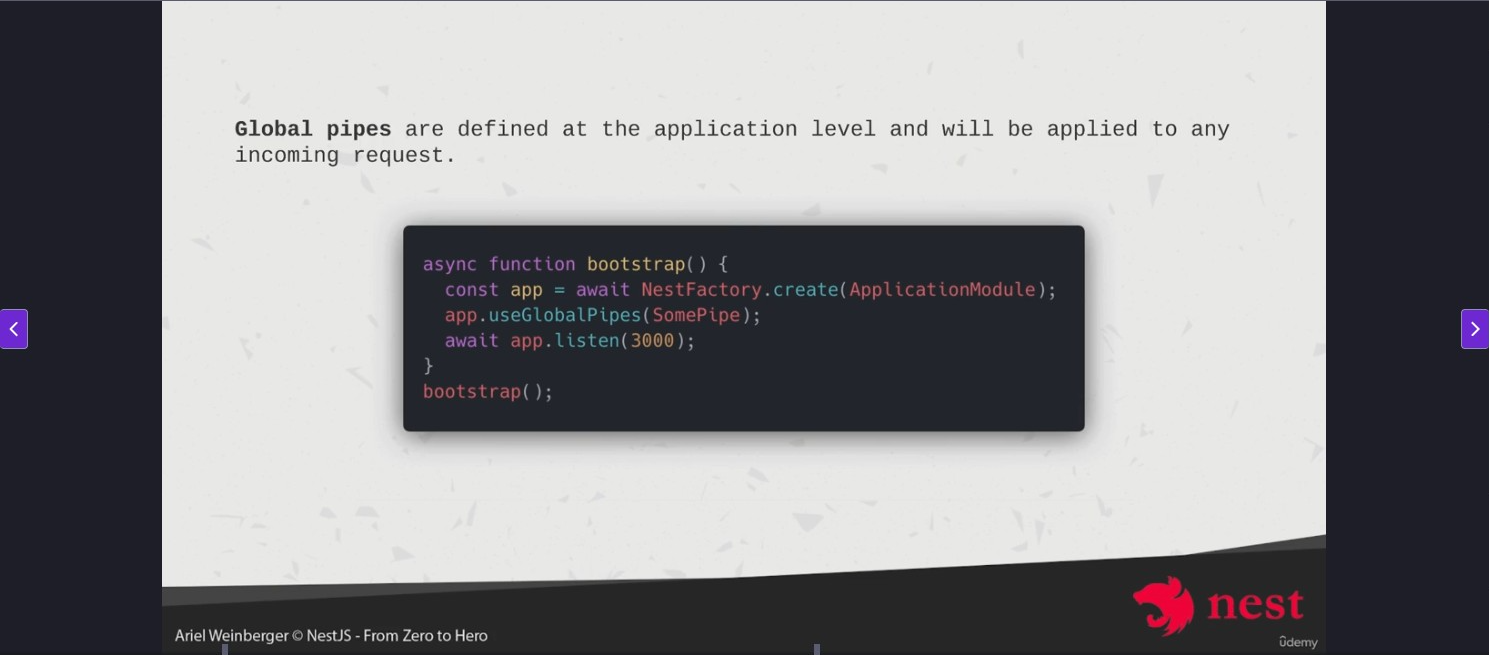 Global pipes are defined at the application level and will be applied to any
incoming request.
async function bootstrap() {
  const app = await NestFactory.create(ApplicationModule);
  app.useGlobalPipes(SomePipe);
  await app.listen(3000);
}
bootstrap();
nest
Ariel Weinberger © NestJS - From Zero to Hero
ûdemy